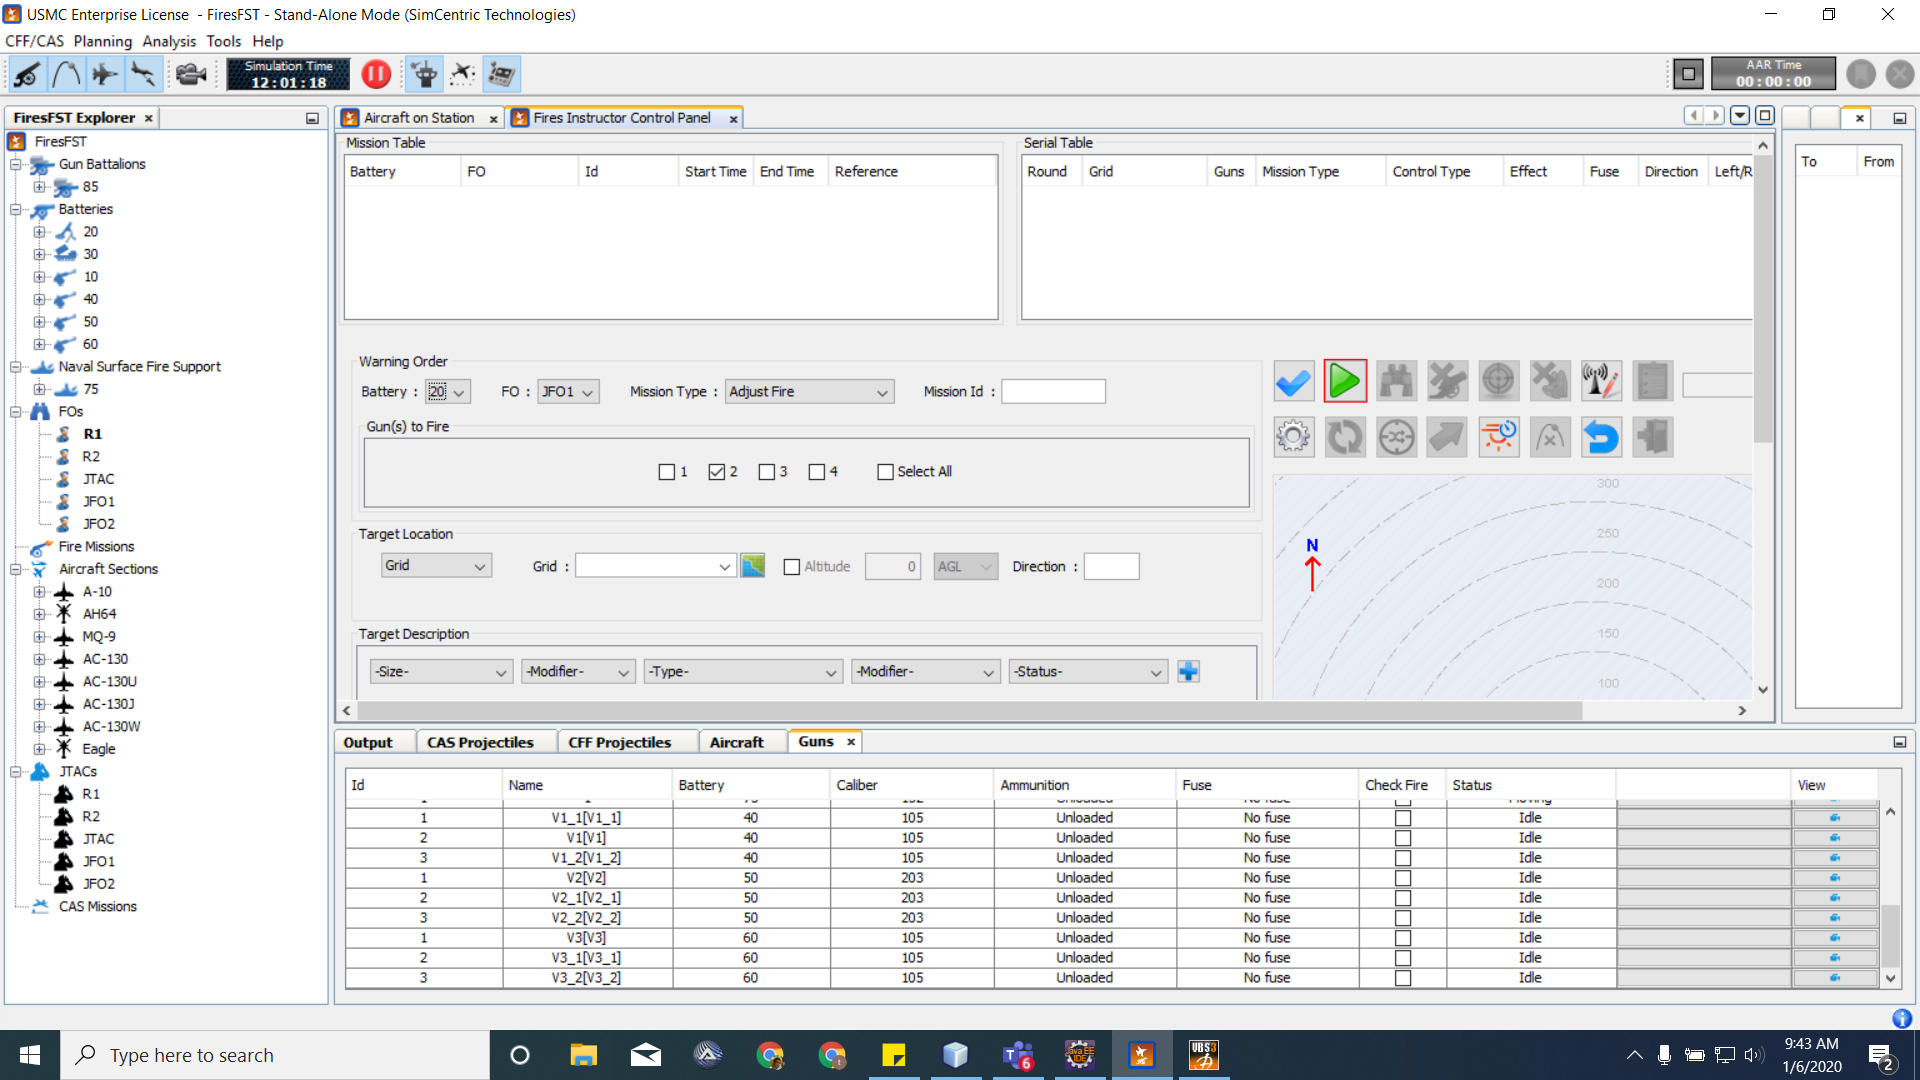 USMC Enterprise License - FiresFST - Stand-Alone Mode (SimCentric Technologies)
CFF/CAS Planning Analysis Tools Help
Simulation Time
12:01:18
AAR Time
00:00:00
FiresFST Explorer
FiresFST
Gun Battalions
85
Batteries
20
30
10
40
50
60
Naval Surface Fire Support
75
FOs
R1
R2
JTAC
JFO1
JFO2
Fire Missions
Aircraft Sections
A-10
AH64
MQ-9
AC-130
AC-130U
AC-130J
AC-130W
Eagle
JTACs
R1
R2
JTAC
JFO1
JFO2
CAS Missions
Aircraft on Station
Fires Instructor Control Panel
Mission Table
Battery FO Id Start Time End Time Reference
Serial Table
Round Grid Guns Mission Type Control Type Effect Fuse Direction Left/R
To From
Warning Order
Battery : 20 FO : JFO1 Mission Type : Adjust Fire Mission Id :
Gun(s) to Fire
1 2 3 4 Select All
Target Location
Grid Grid : Altitude 0 AGL Direction :
Target Description
-Size- -Modifier- -Type- -Modifier- -Status-
N
300
250
200
150
100
Output CAS Projectiles CFF Projectiles Aircraft Guns
Id Name Battery Caliber Ammunition Fuse Check Fire Status View
1 V1_1[V1_1] 40 105 Unloaded No fuse Idle
2 V1[V1] 40 105 Unloaded No fuse Idle
3 V1_2[V1_2] 40 105 Unloaded No fuse Idle
1 V2[V2] 50 203 Unloaded No fuse Idle
2 V2_1[V2_1] 50 203 Unloaded No fuse Idle
3 V2_2[V2_2] 50 203 Unloaded No fuse Idle
1 V3[V3] 60 105 Unloaded No fuse Idle
2 V3_1[V3_1] 60 105 Unloaded No fuse Idle
3 V3_2[V3_2] 60 105 Unloaded No fuse Idle
Type here to search
6
Java EE
IDE
VBS3
9:43 AM
1/6/2020
2